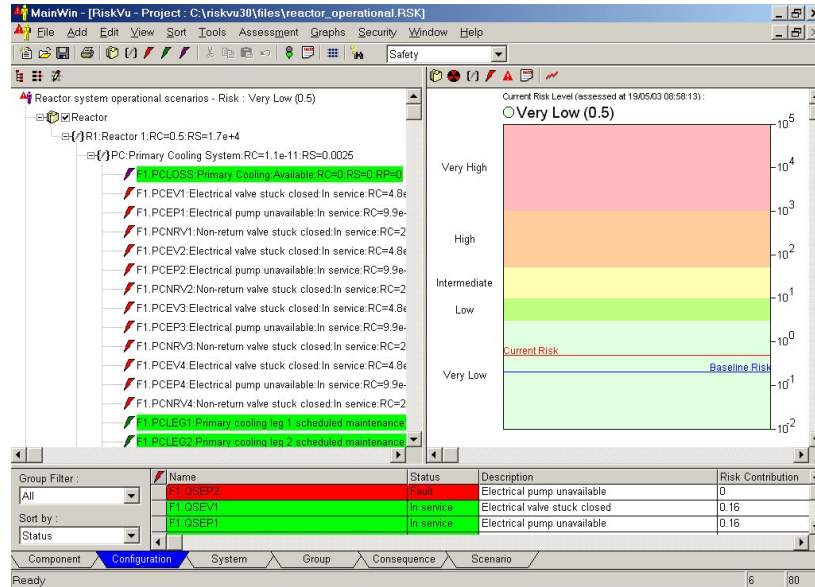 MainWin - [RiskVu - Project : C:\riskvu30\files\reactor_operational.RSK]
File Add Edit View Sort Tools Assessment Graphs Security Window Help
Safety
Reactor system operational scenarios - Risk : Very Low (0.5)
Reactor
R1:Reactor 1:RC=0.5:RS=1.7e+4
PC:Primary Cooling System:RC=1.1e-11:RS=0.0025
F1.PCLOSS:Primary Cooling:Available:RC=0:RS=0:RP=0
F1.PCEV1:Electrical valve stuck closed:In service:RC=4.8e
F1.PCEP1:Electrical pump unavailable:In service:RC=9.9e-
F1.PCNRV1:Non-return valve stuck closed:In service:RC=2
F1.PCEV2:Electrical valve stuck closed:In service:RC=4.8e
F1.PCEP2:Electrical pump unavailable:In service:RC=9.9e-
F1.PCNRV2:Non-return valve stuck closed:In service:RC=2
F1.PCEV3:Electrical valve stuck closed:In service:RC=4.8e
F1.PCEP3:Electrical pump unavailable:In service:RC=9.9e-
F1.PCNRV3:Non-return valve stuck closed:In service:RC=2
F1.PCEV4:Electrical valve stuck closed:In service:RC=4.8e
F1.PCEP4:Electrical pump unavailable:In service:RC=9.9e-
F1.PCNRV4:Non-return valve stuck closed:In service:RC=2
F1.PCLEG1:Primary cooling leg 1 scheduled maintenance
F1.PCLEG2:Primary cooling leg 2 scheduled maintenance
Current Risk Level (assessed at 19/05/03 08:58:13) :
Very Low (0.5)
10^5
Very High
10^4
10^3
High
10^2
Intermediate
10^1
Low
10^0
Current Risk
Baseline Risk
Very Low
10^-1
10^-2
Group Filter :
All
Sort by :
Status
Name Status Description Risk Contribution
F1.QSEP2 Fault Electrical pump unavailable 0
F1.QSEV1 In service Electrical valve stuck closed 0.16
F1.QSEP1 In service Electrical pump unavailable 0.16
Component Configuration System Group Consequence Scenario
Ready 6 80